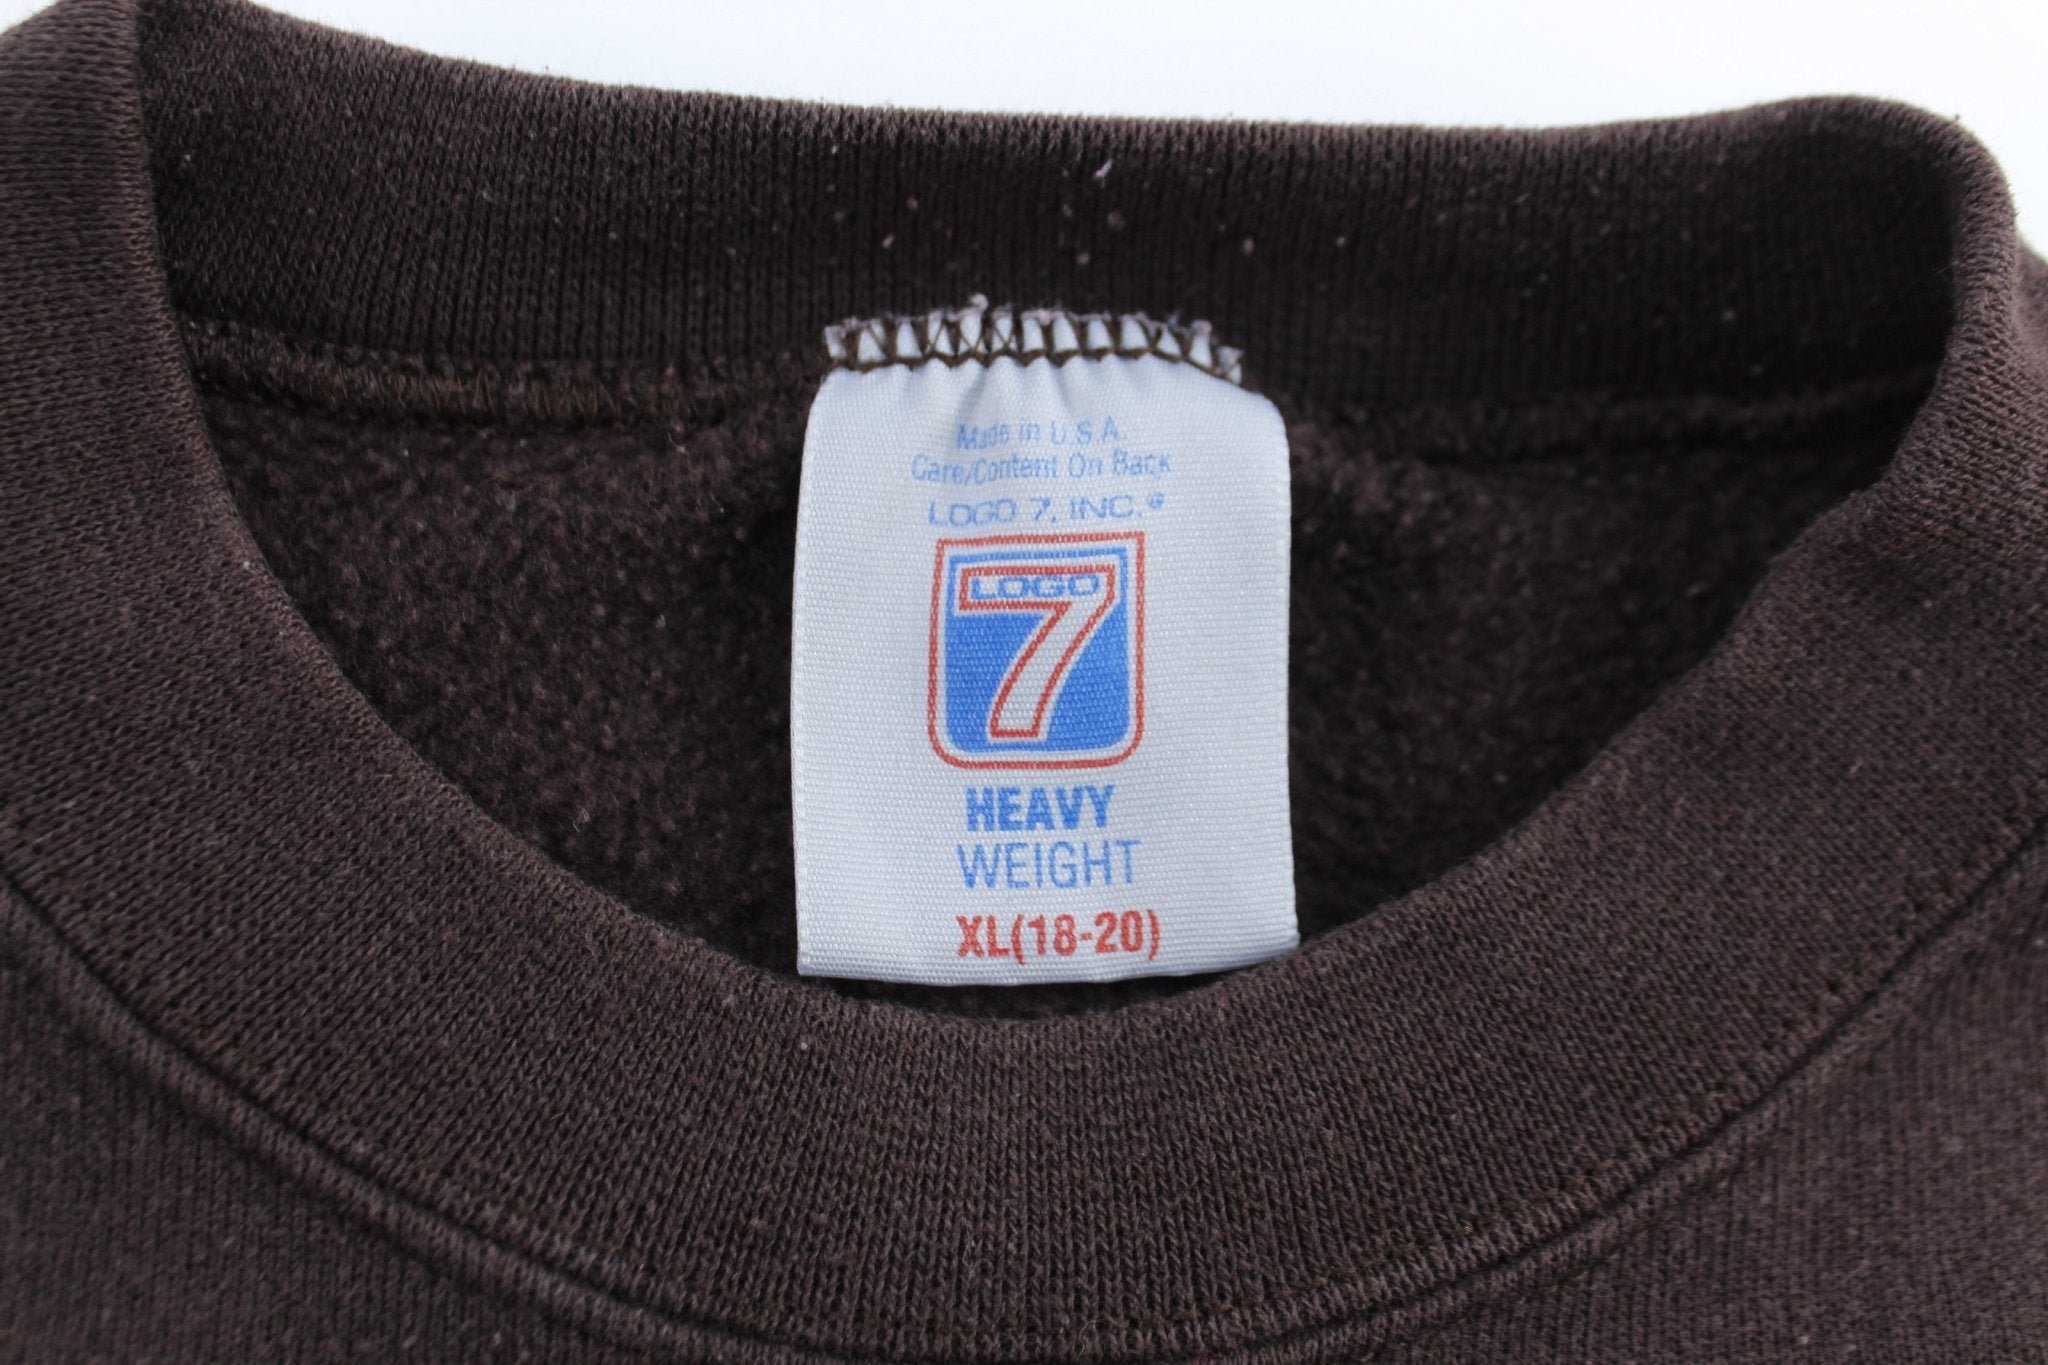 Made in U.S.A.
Care/Content On Back
LOGO 7, INC.®
LOGO
7
HEAVY
WEIGHT
XL(18-20)